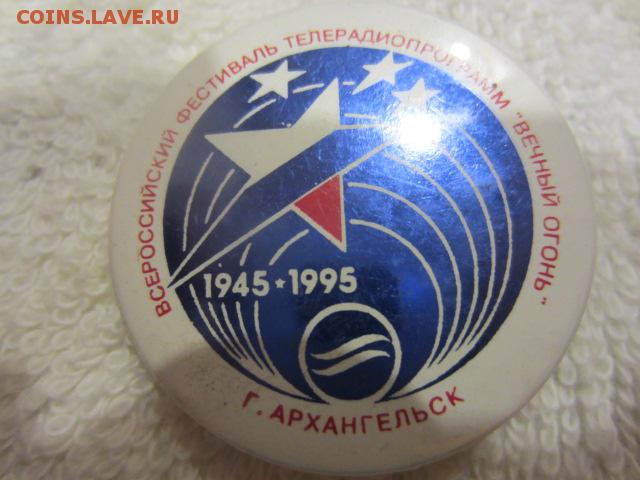 COINS.LAVE.RU
ВСЕРОССИЙСКИЙ ФЕСТИВАЛЬ ТЕЛЕРАДИОПРОГРАММ "ВЕЧНЫЙ ОГОНЬ"
1945★1995
Г. АРХАНГЕЛЬСК